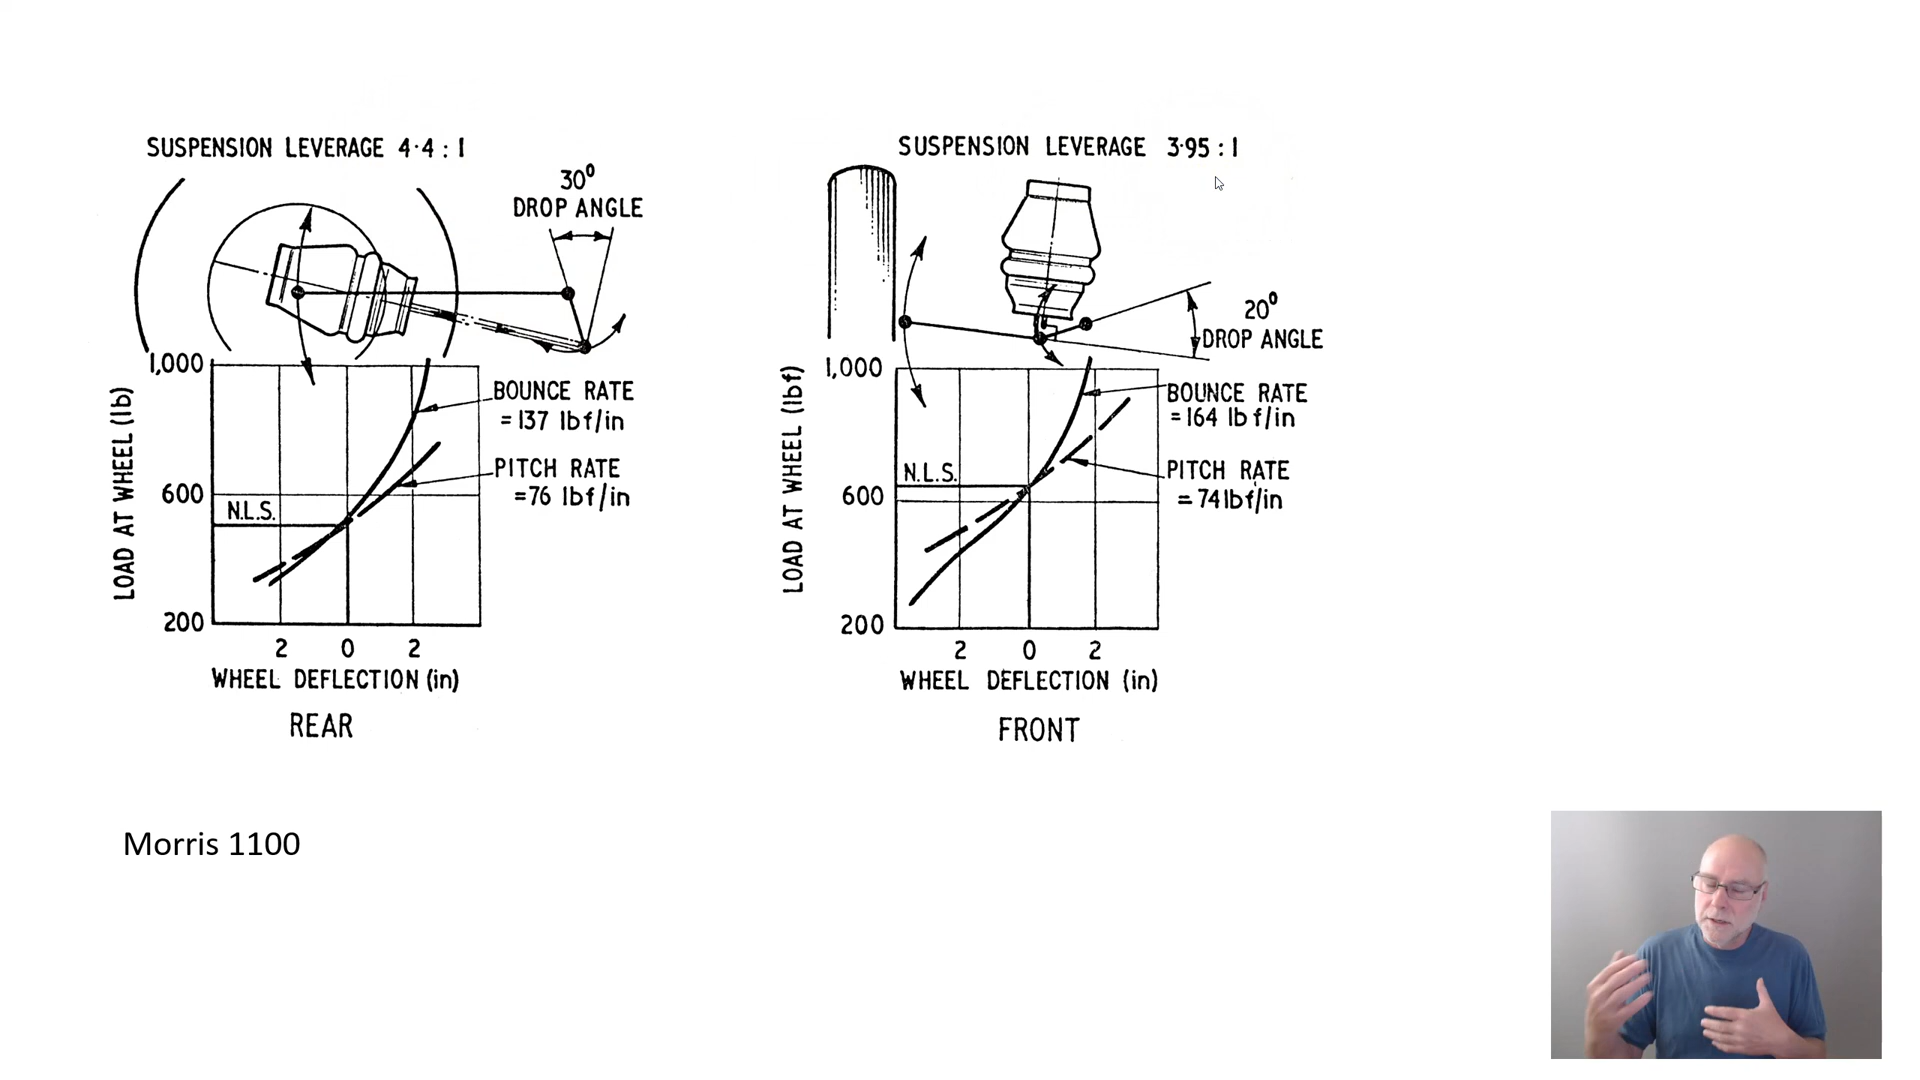 SUSPENSION LEVERAGE 4·4 : 1
30°
DROP ANGLE
1,000
600
200
LOAD AT WHEEL (lb)
N.L.S.
BOUNCE RATE
= 137 lbf/in
PITCH RATE
= 76 lbf/in
2 0 2
WHEEL DEFLECTION (in)
REAR
SUSPENSION LEVERAGE 3·95 : 1
20°
DROP ANGLE
1,000
600
200
LOAD AT WHEEL (lbf)
N.L.S.
BOUNCE RATE
= 164 lbf/in
PITCH RATE
= 74 lbf/in
2 0 2
WHEEL DEFLECTION (in)
FRONT
Morris 1100